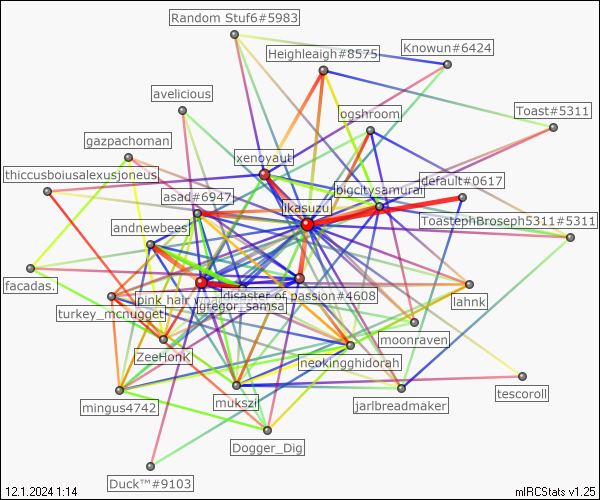 Random Stuf6#5983
Heighleaigh#8575
Knowun#6424
avelicious
ogshroom
Toast#5311
gazpachoman
xenoyaut
thiccusboiusalexusjoneus
asad#6947
bigcitysamurai
default#0617
likasuzu
andnewbees
ToastephBroseph5311#5311
facadas.
pink hair
disaster of passion#4608
lahnk
turkey_mcnugget
gregor_samsa
moonraven
ZeeHonK
neokingghidorah
tescoroll
mingus4742
mukszi
jarlbreadmaker
Dogger_Dig
Duck™#9103
12.1.2024 1:14
mIRCStats v1.25